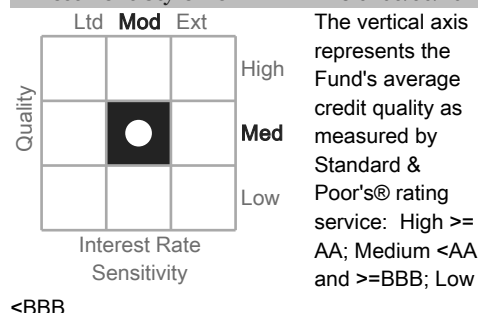 Ltd Mod Ext
High
Med
Low
Quality
Interest Rate
Sensitivity
The vertical axis
represents the
Fund's average
credit quality as
measured by
Standard &
Poor's® rating
service: High >=
AA; Medium <AA
and >=BBB; Low
<BBB